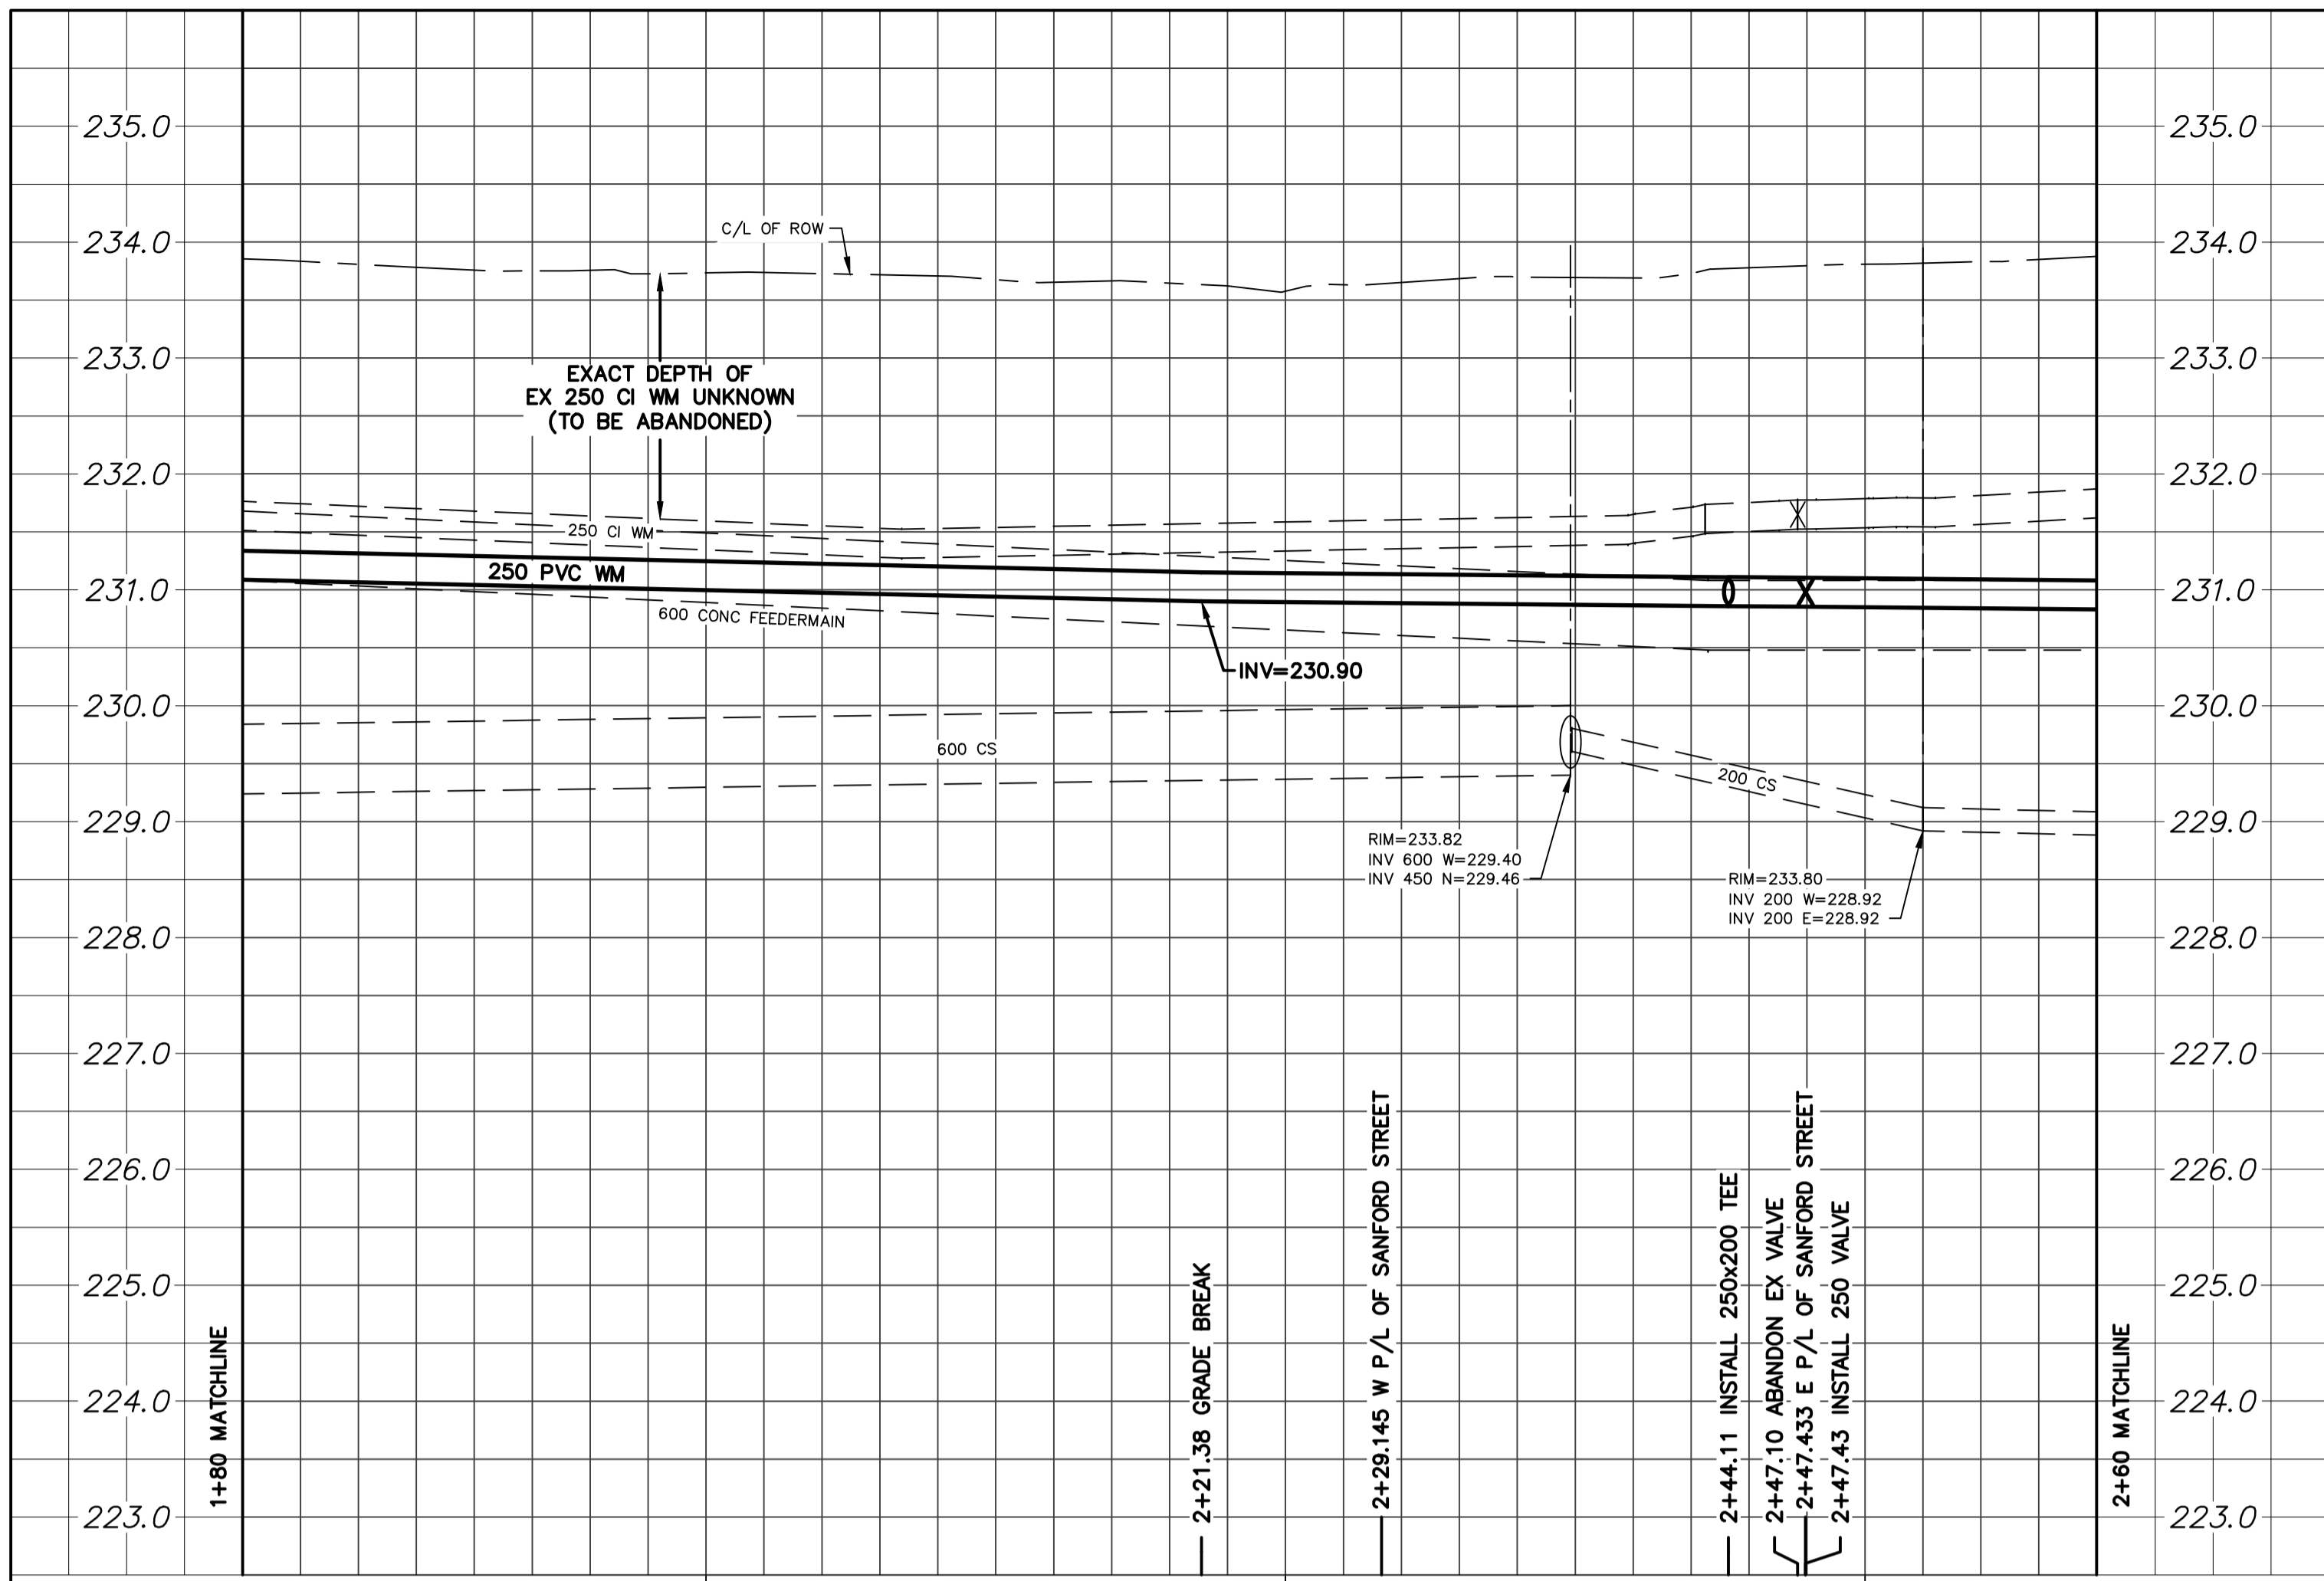 235.0
235.0
C/L OF ROW
234.0
234.0
233.0
233.0
EXACT DEPTH OF
EX 250 CI WM UNKNOWN
(TO BE ABANDONED)
232.0
232.0
250 CI WM
250 PVC WM
231.0
231.0
600 CONC FEEDERMAIN
INV=230.90
230.0
230.0
600 CS
200 CS
229.0
229.0
RIM=233.82
INV 600 W=229.40
INV 450 N=229.46
RIM=233.80
INV 200 W=228.92
INV 200 E=228.92
228.0
228.0
227.0
227.0
226.0
226.0
225.0
225.0
224.0
224.0
223.0
223.0
1+80 MATCHLINE
2+21.38 GRADE BREAK
2+29.145 W P/L OF SANFORD STREET
2+44.11 INSTALL 250x200 TEE
2+47.10 ABANDON EX VALVE
2+47.433 E P/L OF SANFORD STREET
2+47.43 INSTALL 250 VALVE
2+60 MATCHLINE